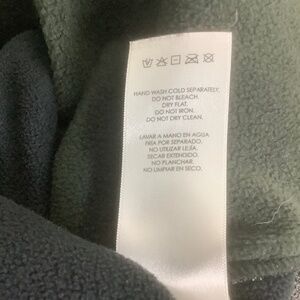 HAND WASH COLD SEPARATELY.
DO NOT BLEACH.
DRY FLAT.
DO NOT IRON.
DO NOT DRY CLEAN.
LAVAR A MANO EN AGUA
FRIA POR SEPARADO.
NO UTILIZAR LEJÍA.
SECAR EXTENDIDO.
NO PLANCHAR.
NO LIMPIAR EN SECO.